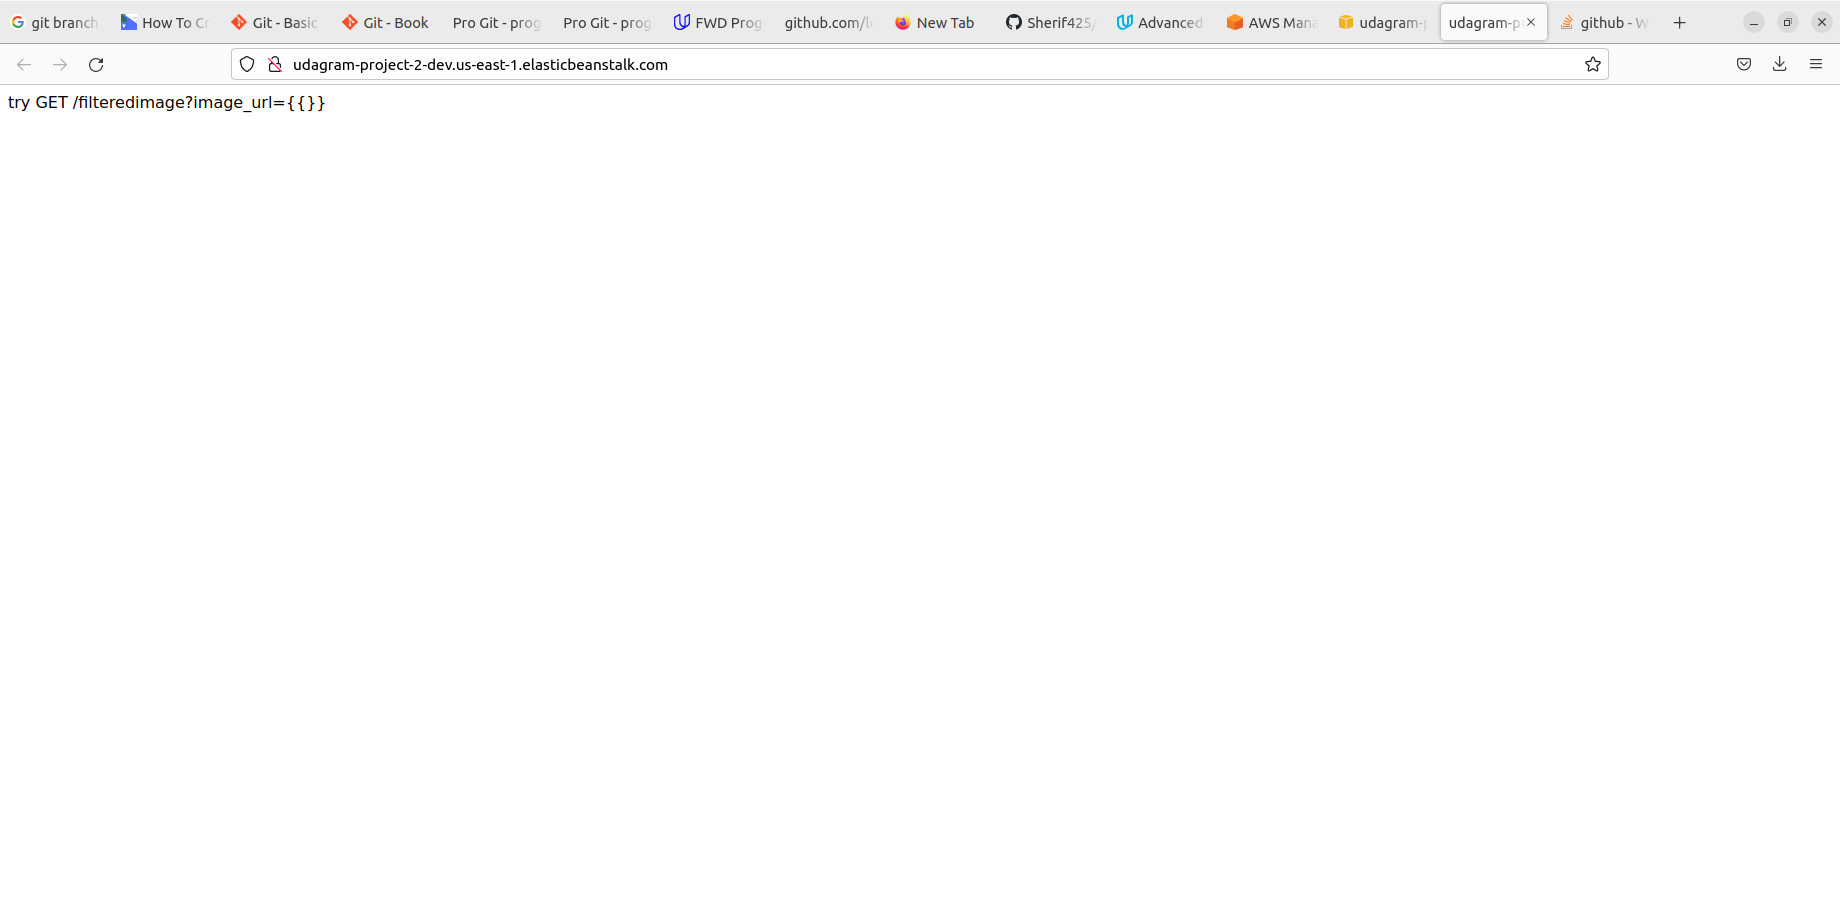 git branch
How To Cr
Git - Basic
Git - Book
Pro Git - prog
Pro Git - prog
FWD Prog
github.com/lo
New Tab
Sherif425/
Advanced
AWS Mana
udagram-p
udagram-p
github - W
udagram-project-2-dev.us-east-1.elasticbeanstalk.com
try GET /filteredimage?image_url={{}}